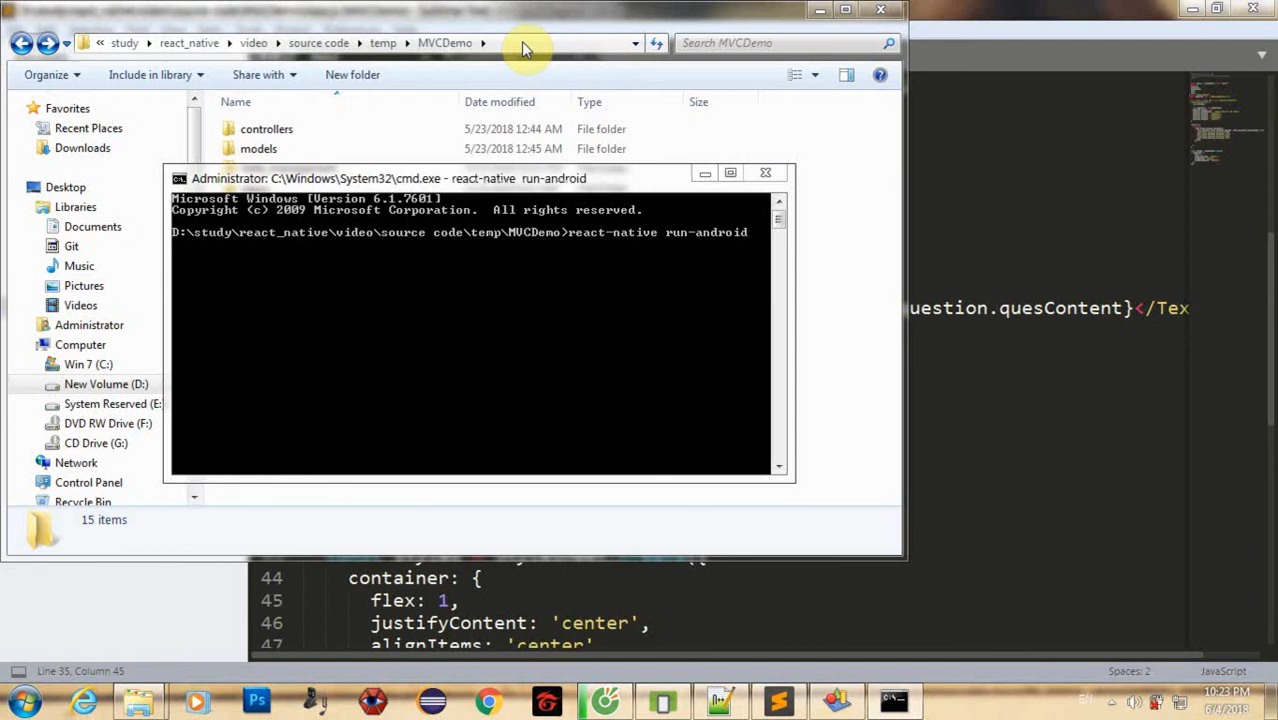 « study ▸ react_native ▸ video ▸ source code ▸ temp ▸ MVCDemo ▸
Search MVCDemo
Organize Include in library Share with New folder
Favorites
Recent Places
Downloads
Desktop
Libraries
Documents
Git
Music
Pictures
Videos
Administrator
Computer
Win 7 (C:)
New Volume (D:)
System Reserved (E:
DVD RW Drive (F:)
CD Drive (G:)
Network
Control Panel
Recycle Bin
Name Date modified Type Size
controllers 5/23/2018 12:44 AM File folder
models 5/23/2018 12:45 AM File folder
Administrator: C:\Windows\System32\cmd.exe - react-native run-android
Microsoft Windows [Version 6.1.7601]
Copyright (c) 2009 Microsoft Corporation. All rights reserved.
D:\study\react_native\video\source code\temp\MVCDemo>react-native run-android
15 items
uestion.quesContent}</Tex
44 container: {
45 flex: 1,
46 justifyContent: 'center',
47 alignItems: 'center'
Line 35, Column 45
Spaces: 2
JavaScript
EN
10:23 PM
6/4/2018